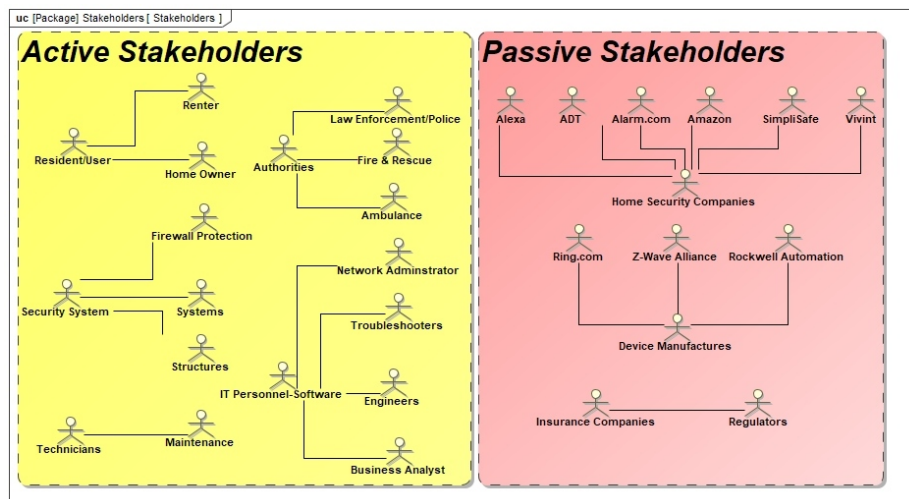 uc [Package] Stakeholders [ Stakeholders ]
Active Stakeholders
Renter
Resident/User
Home Owner
Law Enforcement/Police
Authorities
Fire & Rescue
Ambulance
Firewall Protection
Security System
Systems
Structures
Network Adminstrator
Troubleshooters
IT Personnel-Software
Engineers
Business Analyst
Technicians
Maintenance
Passive Stakeholders
Alexa
ADT
Alarm.com
Amazon
SimpliSafe
Vivint
Home Security Companies
Ring.com
Z-Wave Alliance
Rockwell Automation
Device Manufactures
Insurance Companies
Regulators